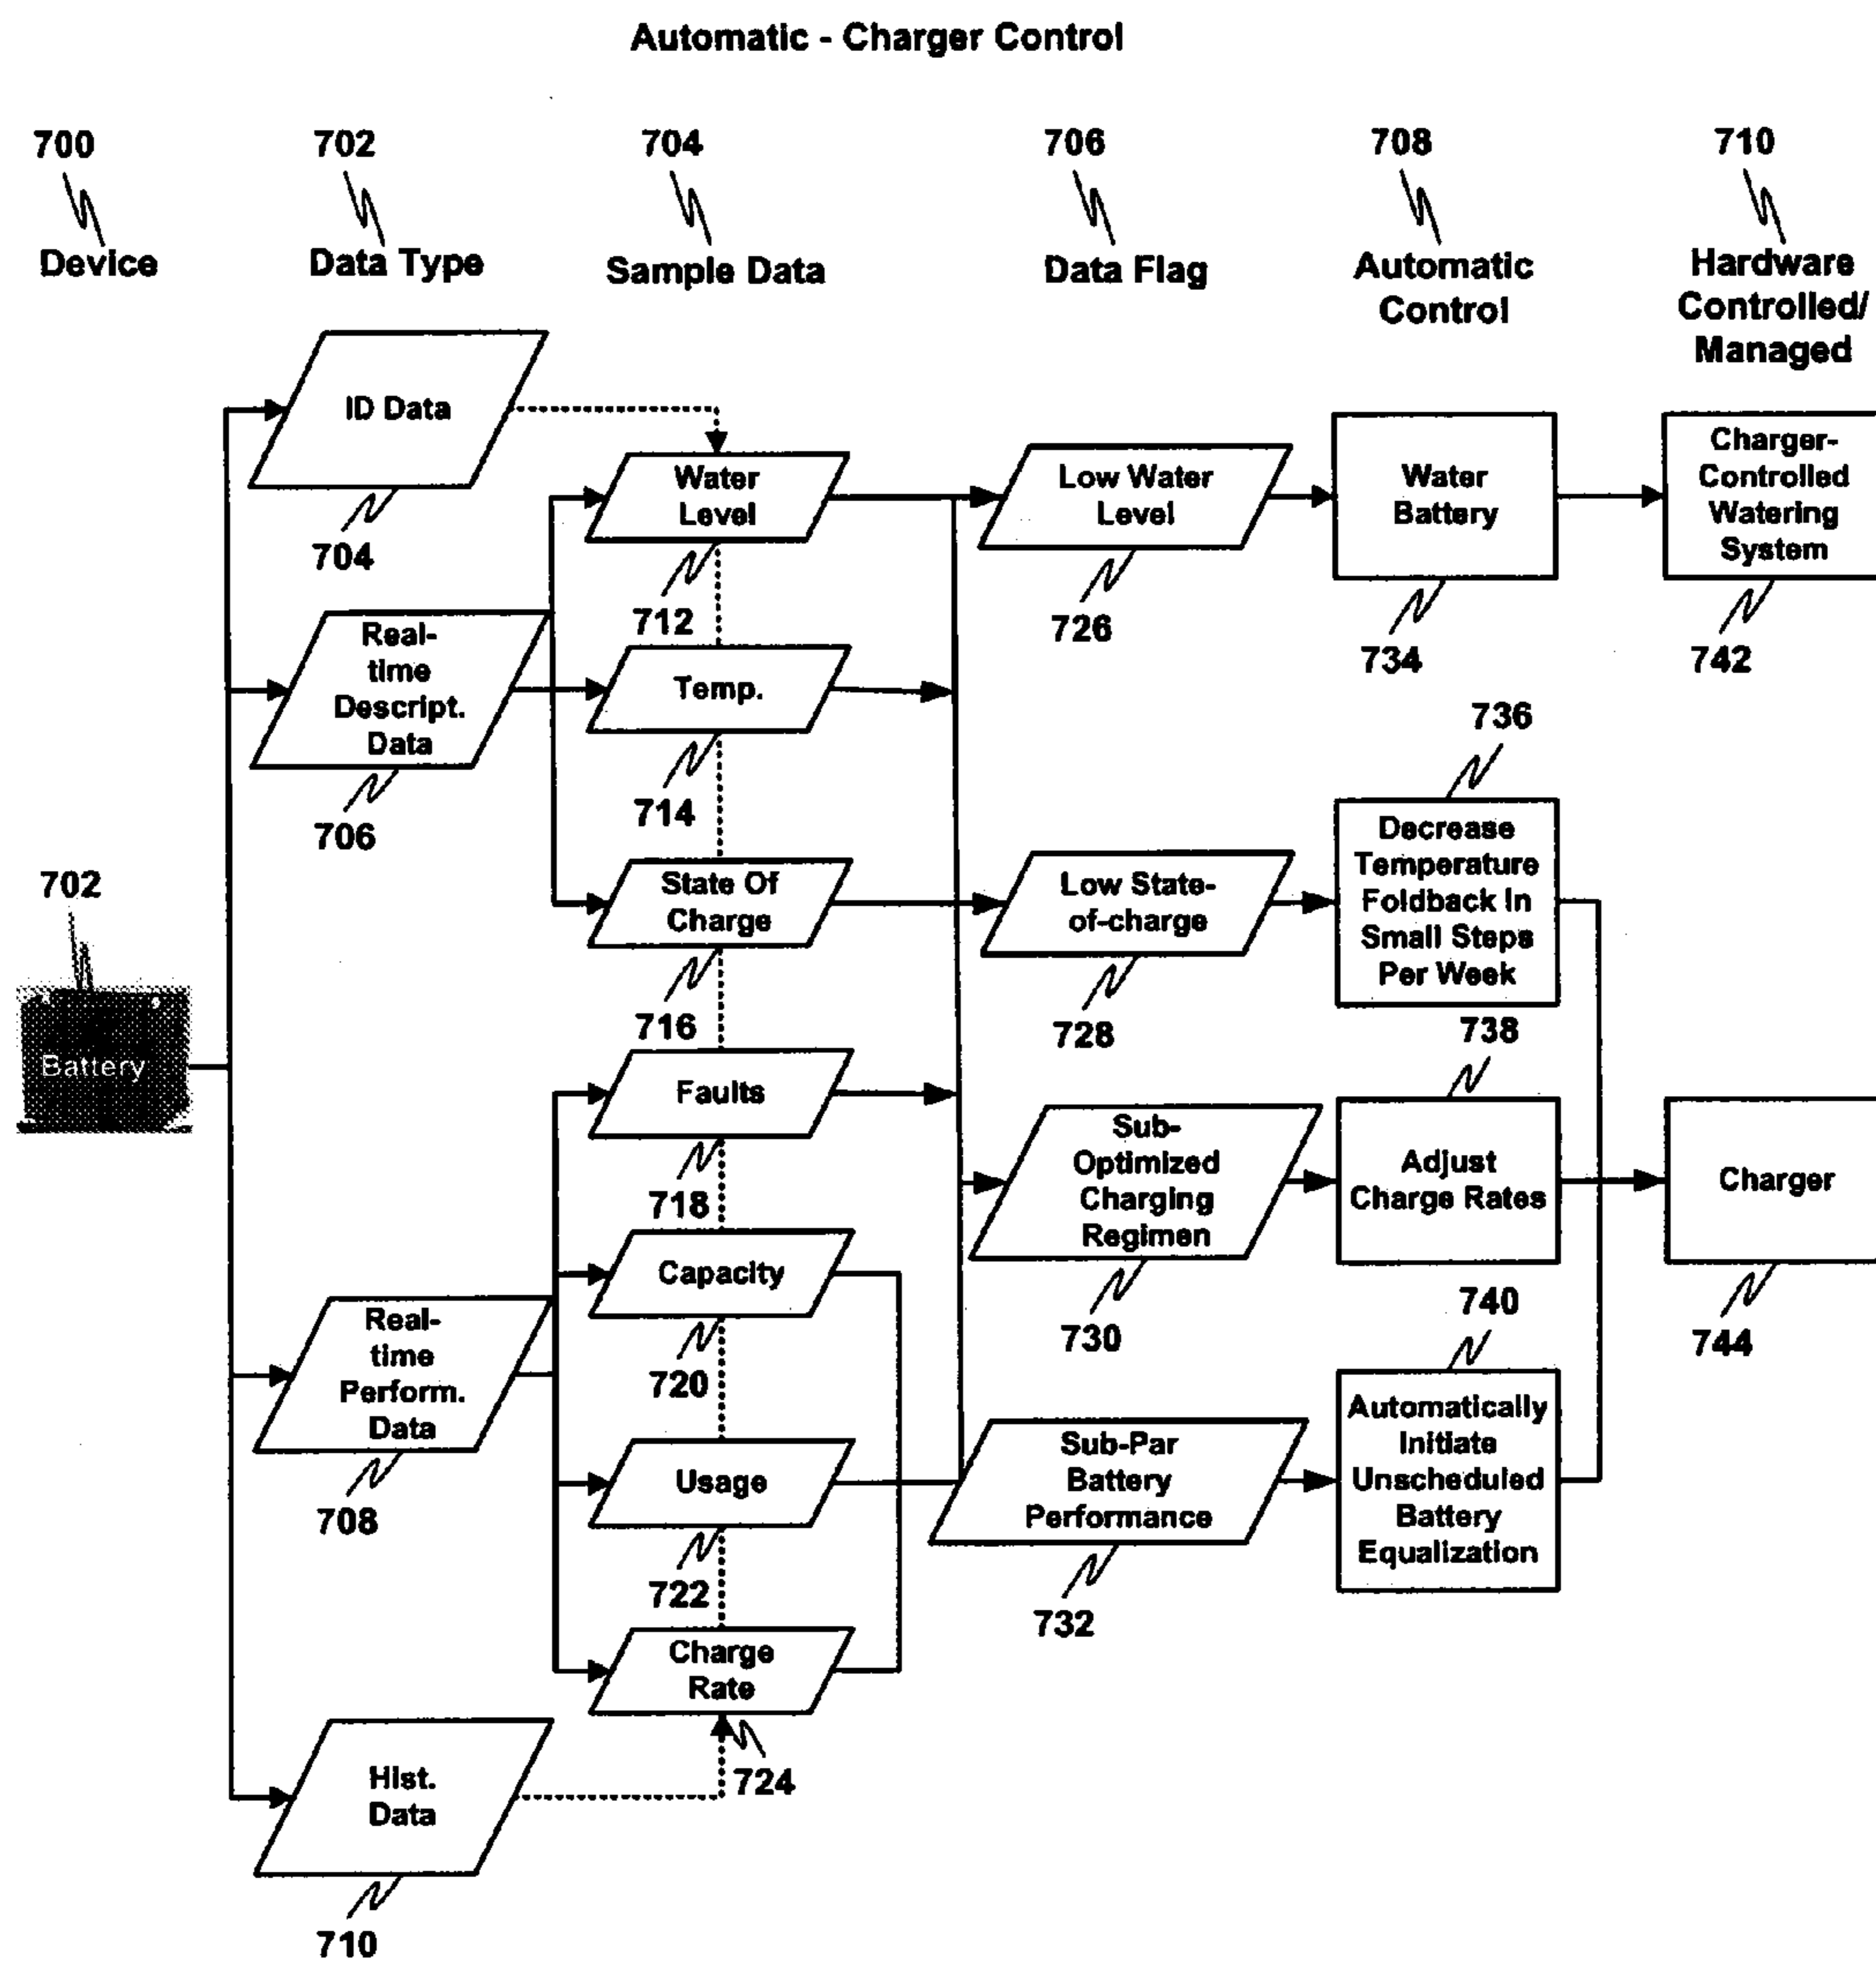 Automatic - Charger Control
700
702
704
706
708
710
Device
Data Type
Sample Data
Data Flag
Automatic
Control
Hardware
Controlled/
Managed
ID Data
704
Real-
time
Descript.
Data
706
702
Battery
Real-
time
Perform.
Data
708
Hist.
Data
710
Water
Level
712
Temp.
714
State Of
Charge
716
Faults
718
Capacity
720
Usage
722
Charge
Rate
724
Low Water
Level
726
Low State-
of-charge
728
Sub-
Optimized
Charging
Regimen
730
Sub-Par
Battery
Performance
732
Water
Battery
734
736
Decrease
Temperature
Foldback In
Small Steps
Per Week
738
Adjust
Charge Rates
740
Automatically
Initiate
Unscheduled
Battery
Equalization
Charger-
Controlled
Watering
System
742
Charger
744